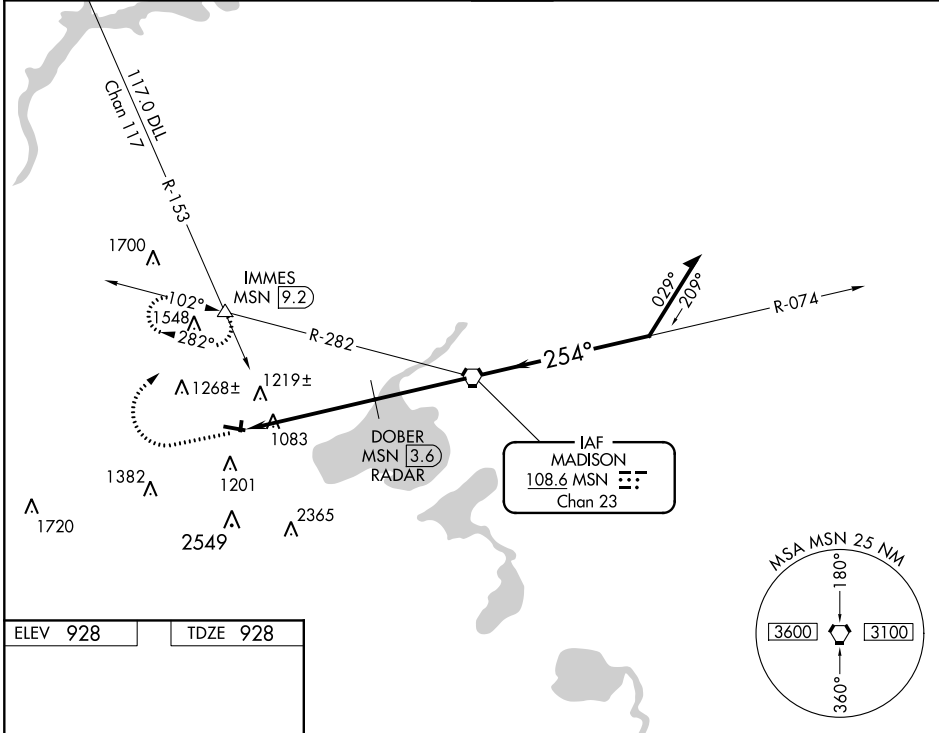 117.0 DLL
Chan 117
R-153
1700
IMMES
MSN 9.2
102°
1548
282°
R-282
029°
209°
R-074
254°
1268±
1219±
1083
DOBER
MSN 3.6
RADAR
IAF
MADISON
108.6 MSN
Chan 23
1382
1201
1720
2549
2365
MSA MSN 25 NM
180°
3600
3100
360°
ELEV 928
TDZE 928